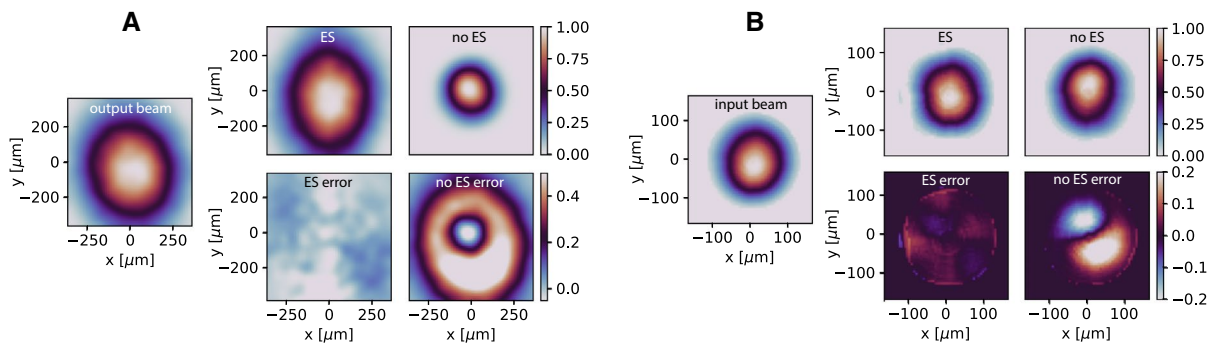 A
B
output beam
ES
no ES
ES error
no ES error
y [μm]
200
0
−200
x [μm]
−250 0 250
y [μm]
200
0
−200
1.00
0.75
0.50
0.25
0.00
y [μm]
200
0
−200
0.4
0.2
0.0
−250 0 250
x [μm]
−250 0 250
x [μm]
input beam
ES
no ES
ES error
no ES error
y [μm]
100
0
−100
−100 0 100
x [μm]
y [μm]
100
0
−100
1.00
0.75
0.50
0.25
0.00
y [μm]
100
0
−100
0.2
0.1
0.0
−0.1
−0.2
−100 0 100
x [μm]
−100 0 100
x [μm]